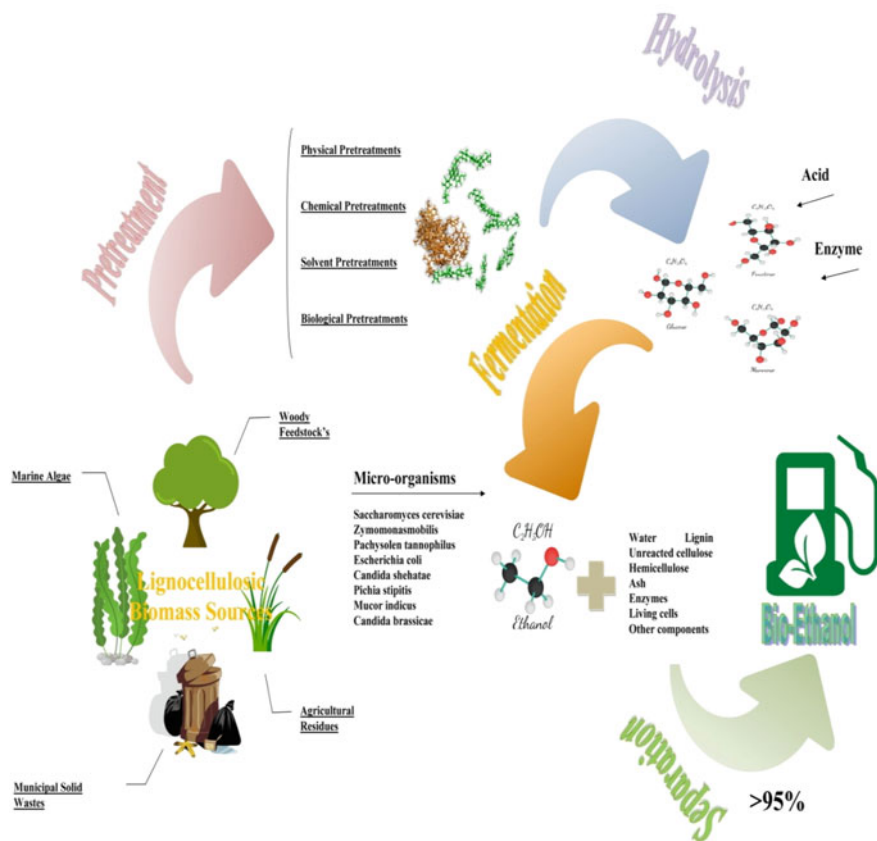 Hydrolysis
Pretreatment
Physical Pretreatments
Chemical Pretreatments
Solvent Pretreatments
Biological Pretreatments
Acid
Enzyme
Glucose
Fermentation
Woody
Feedstock's
Marine Algae
Lignocellulosic
Biomass Sources
Agricultural
Residues
Municipal Solid
Wastes
Micro-organisms
Saccharomyces cerevisiae
Zymomonasmobilis
Pachysolen tannophilus
Escherichia coli
Candida shehatae
Pichia stipitis
Mucor indicus
Candida brassicae
C₂H₅OH
Ethanol
Water Lignin
Unreacted cellulose
Hemicellulose
Ash
Enzymes
Living cells
Other components
Bio-Ethanol
Separation
>95%